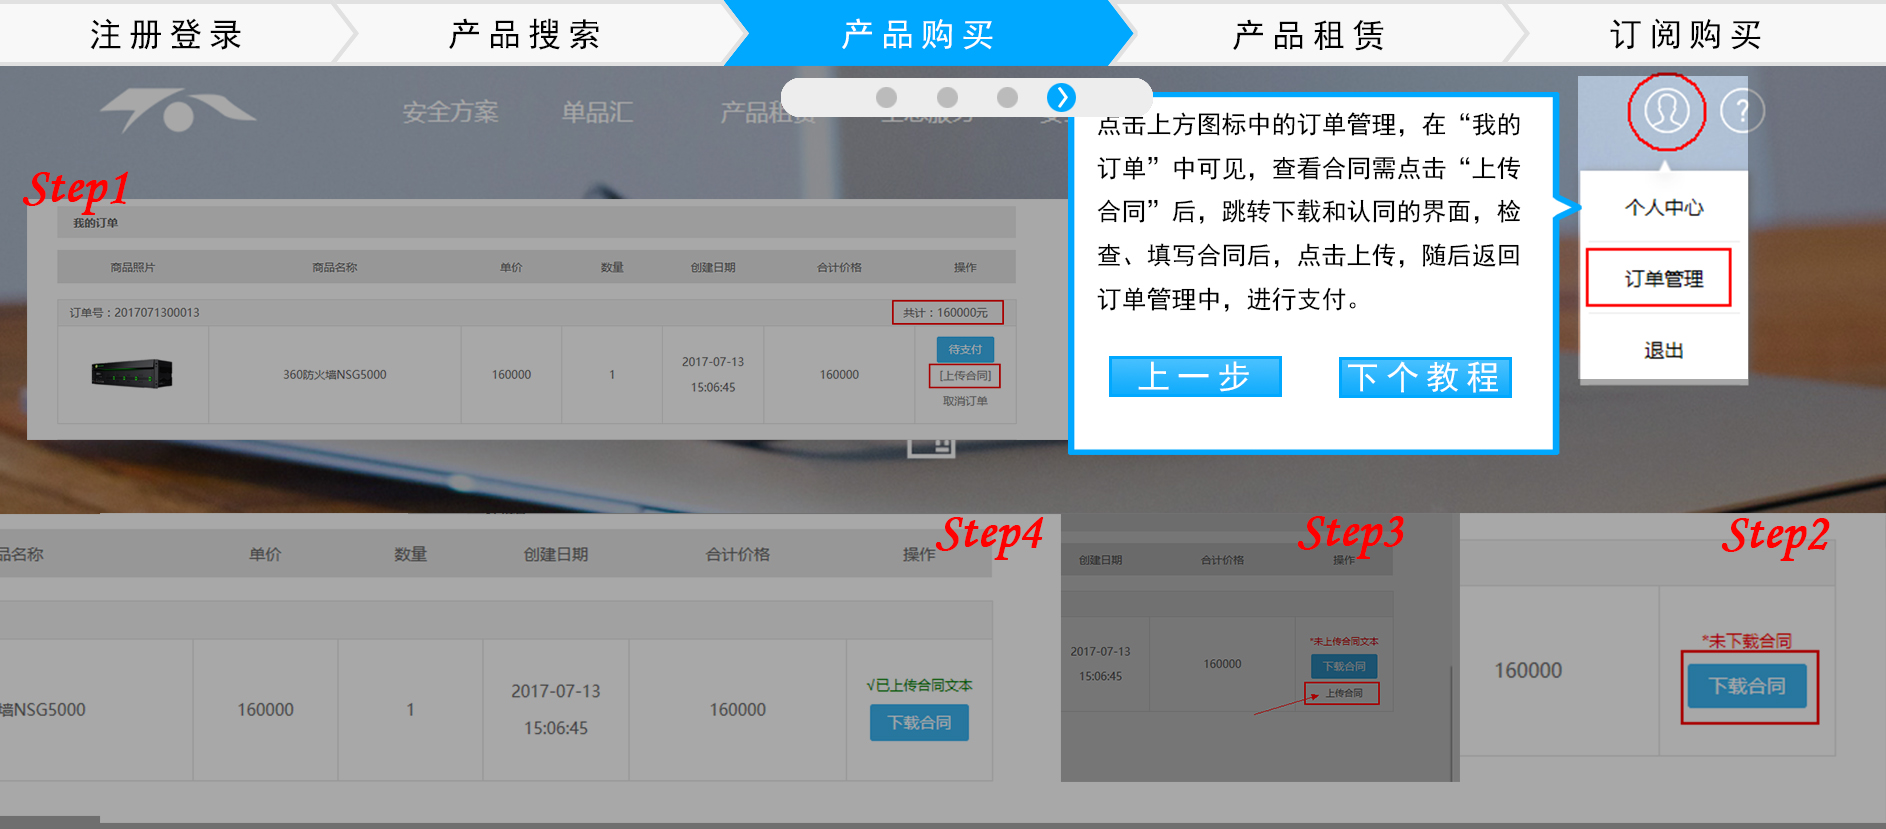 注册登录
产品搜索
产品购买
产品租赁
订阅购买
安全方案
单品汇
产品租赁
?
点击上方图标中的订单管理，在“我的
订单”中可见，查看合同需点击“上传
合同”后，跳转下载和认同的界面，检
查、填写合同后，点击上传，随后返回
订单管理中，进行支付。
上一步
下个教程
个人中心
订单管理
退出
Step1
我的订单
商品照片 商品名称 单价 数量 创建日期 合计价格 操作
订单号：2017071300013 共计：160000元
360防火墙NSG5000 160000 1 2017-07-13 160000 待支付
15:06:45 [上传合同]
取消订单
Step4
品名称 单价 数量 创建日期 合计价格 操作
墙NSG5000 160000 1 2017-07-13 160000 √已上传合同文本
15:06:45 下载合同
Step3
创建日期 合计价格 操作
*未上传合同文本
2017-07-13 160000 下载合同
15:06:45 上传合同
Step2
*未下载合同
160000 下载合同